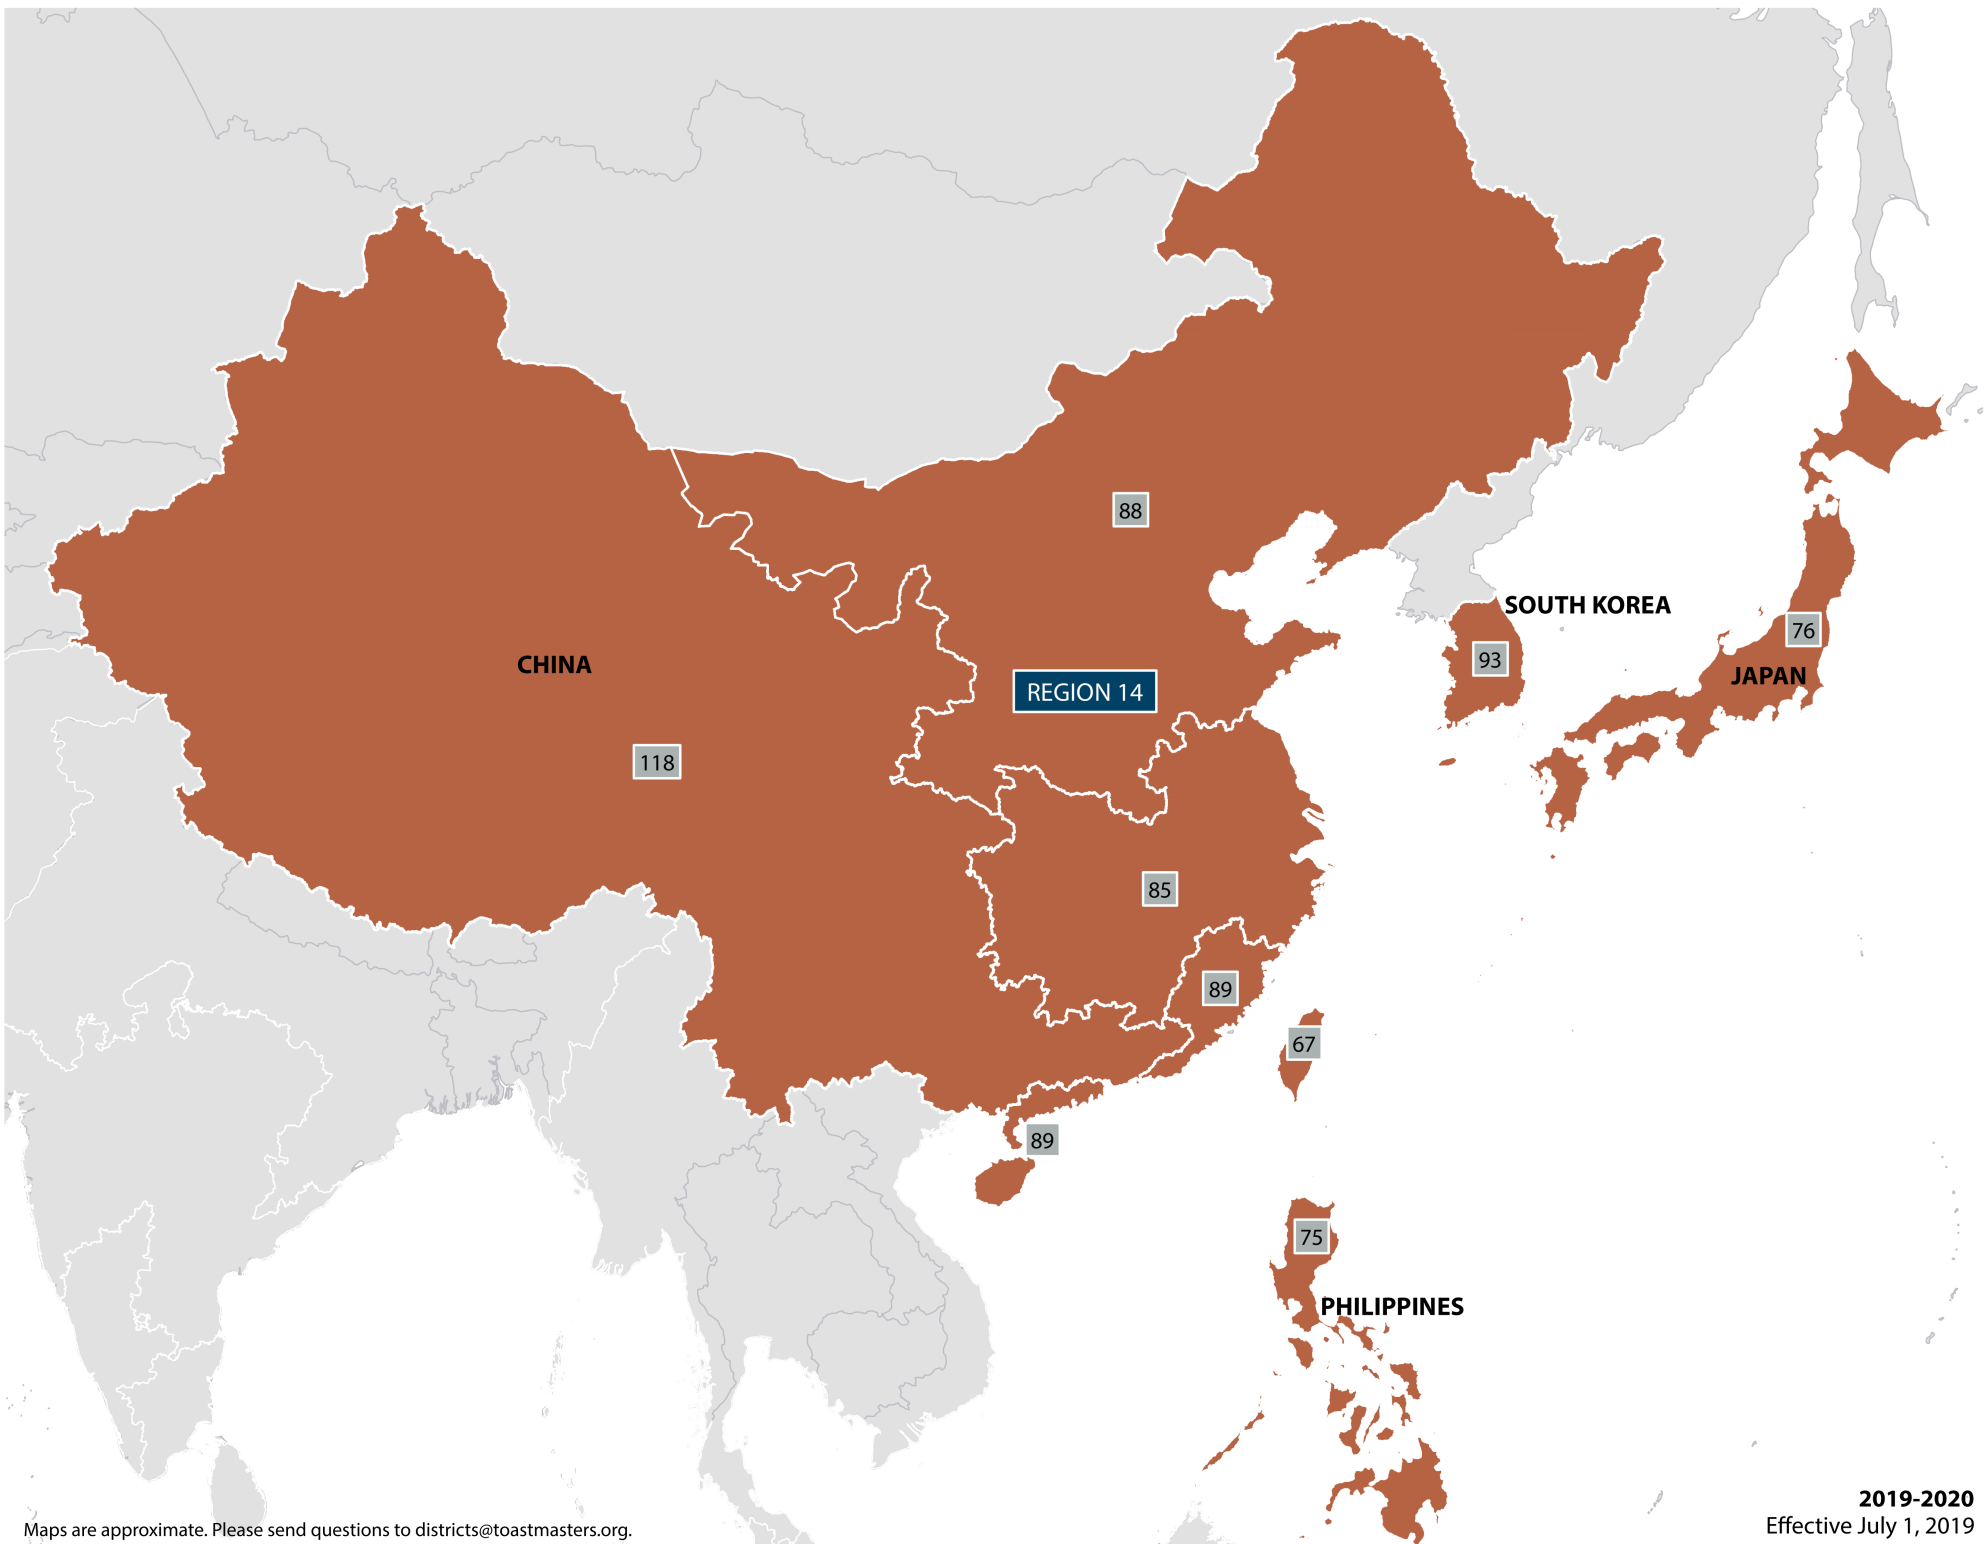 88
SOUTH KOREA
76
93
CHINA
JAPAN
REGION 14
118
85
89
67
89
75
PHILIPPINES
2019-2020
Effective July 1, 2019
Maps are approximate. Please send questions to districts@toastmasters.org.